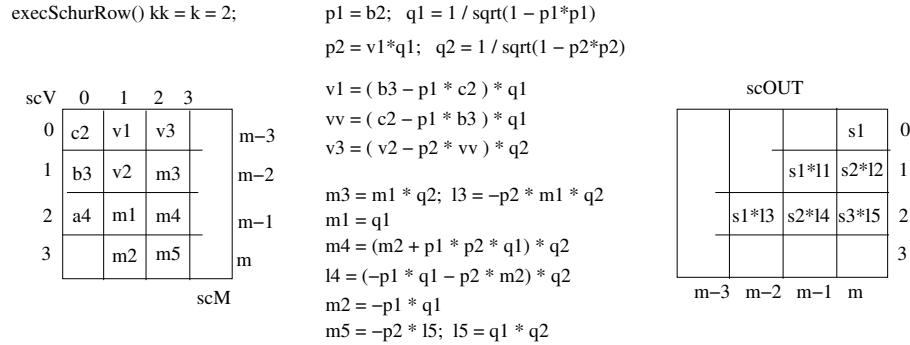 execSchurRow() kk = k = 2;
p1 = b2; q1 = 1 / sqrt(1 − p1*p1)
p2 = v1*q1; q2 = 1 / sqrt(1 − p2*p2)
v1 = ( b3 − p1 * c2 ) * q1
vv = ( c2 − p1 * b3 ) * q1
v3 = ( v2 − p2 * vv ) * q2
m3 = m1 * q2; l3 = −p2 * m1 * q2
m1 = q1
m4 = (m2 + p1 * p2 * q1) * q2
l4 = (−p1 * q1 − p2 * m2) * q2
m2 = −p1 * q1
m5 = −p2 * l5; l5 = q1 * q2
scV 0 1 2 3
0 c2 v1 v3 m−3
1 b3 v2 m3 m−2
2 a4 m1 m4 m−1
3 m2 m5 m
scM
scOUT
s1 0
s1*l1 s2*l2 1
s1*l3 s2*l4 s3*l5 2
3
m−3 m−2 m−1 m